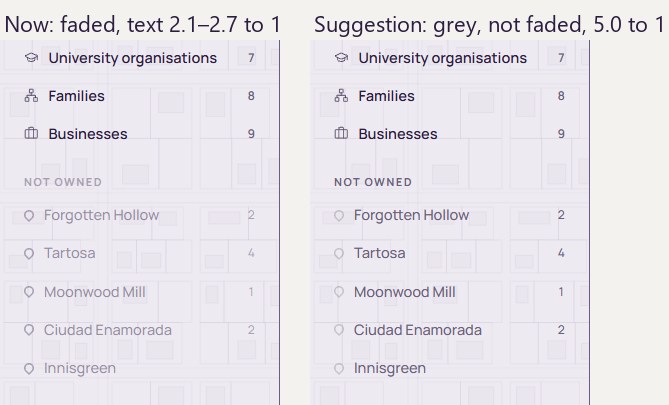 Now: faded, text 2.1–2.7 to 1
University organisations 7
Families 8
Businesses 9
NOT OWNED
Forgotten Hollow 2
Tartosa 4
Moonwood Mill 1
Ciudad Enamorada 2
Innisgreen
Suggestion: grey, not faded, 5.0 to 1
University organisations 7
Families 8
Businesses 9
NOT OWNED
Forgotten Hollow 2
Tartosa 4
Moonwood Mill 1
Ciudad Enamorada 2
Innisgreen